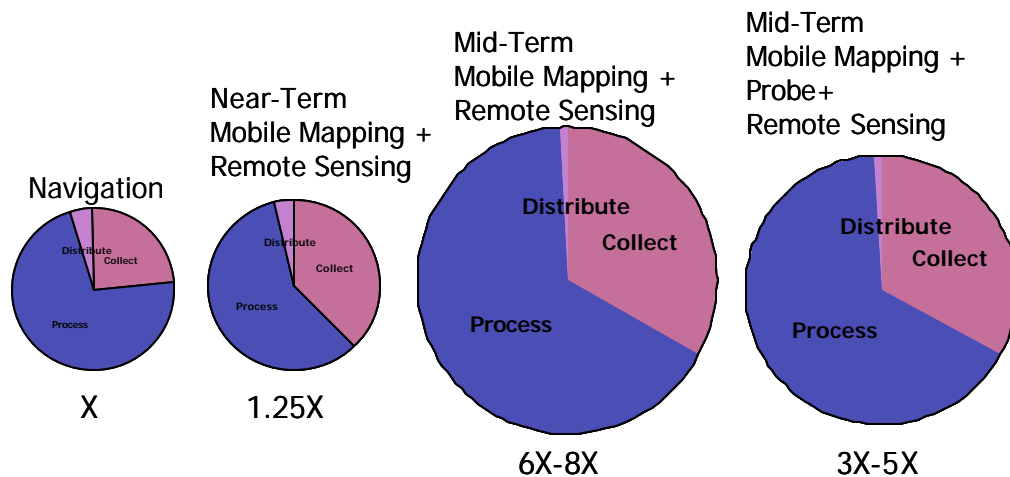 Navigation
Distribute
Collect
Process
X
Near-Term
Mobile Mapping +
Remote Sensing
Distribute
Collect
Process
1.25X
Mid-Term
Mobile Mapping +
Remote Sensing
Distribute
Collect
Process
6X-8X
Mid-Term
Mobile Mapping +
Probe+
Remote Sensing
Distribute
Collect
Process
3X-5X